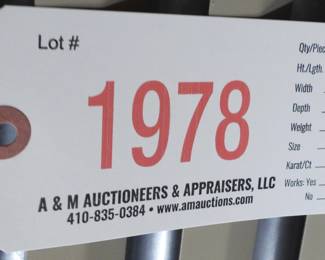 Lot #
1978
A & M AUCTIONEERS & APPRAISERS, LLC
410-835-0384 • www.amauctions.com
Qty/Piec
Ht./Lgth.
Width
Depth
Weight
Size
Karat/Ct
Works: Yes
No